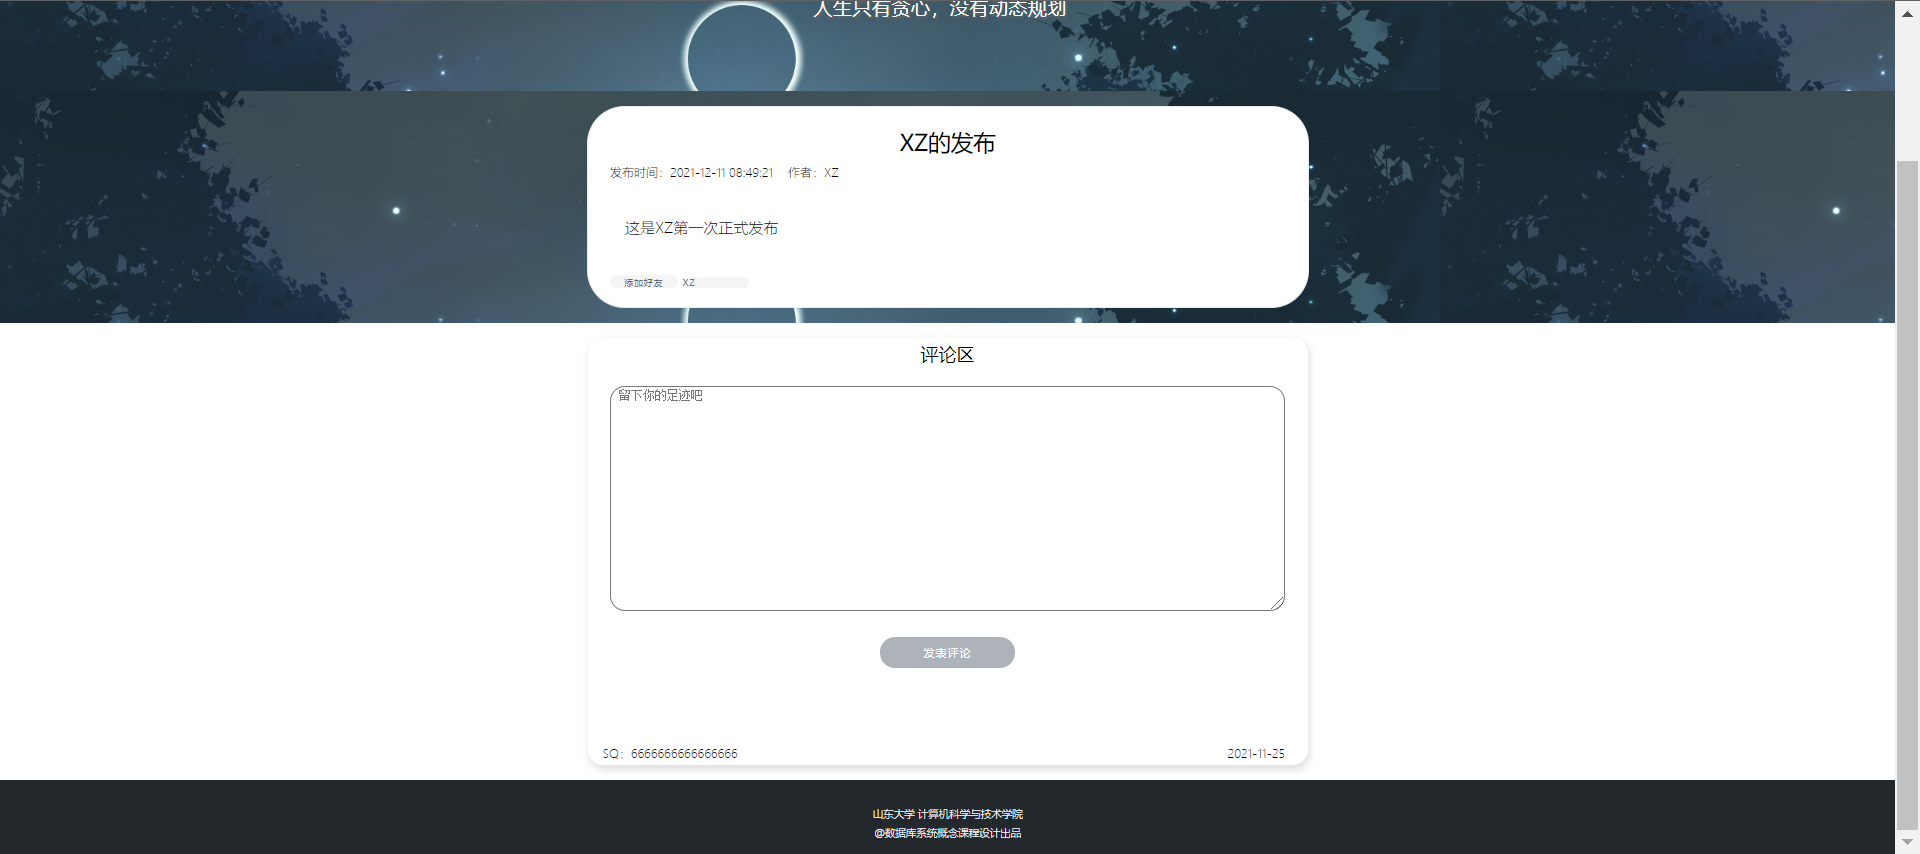 人生只有贪心，没有动态规划
XZ的发布
发布时间：2021-12-11 08:49:21 作者：XZ
这是XZ第一次正式发布
添加好友 XZ
评论区
留下你的足迹吧
发表评论
SQ：6666666666666666 2021-11-25
山东大学 计算机科学与技术学院
@数据库系统概念课程设计出品